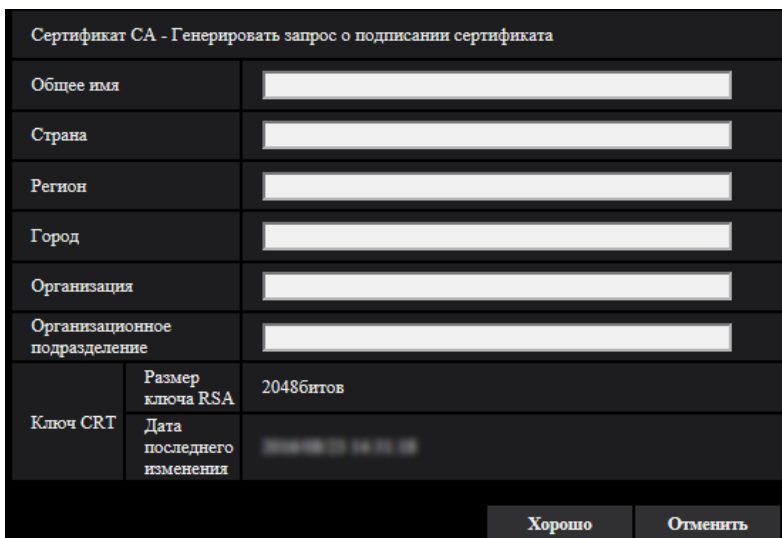 Сертификат CA - Генерировать запрос о подписании сертификата
Общее имя
Страна
Регион
Город
Организация
Организационное
подразделение
Ключ CRT
Размер
ключа RSA
2048битов
Дата
последнего
изменения
Хорошо
Отменить